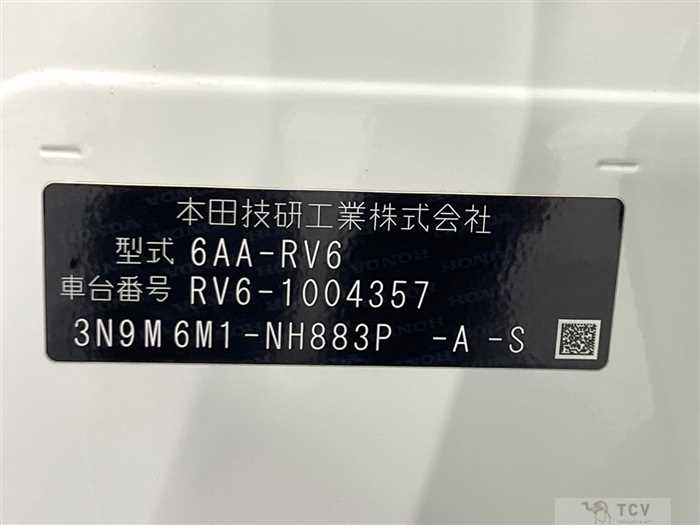 本田技研工業株式会社
型式 6AA-RV6
車台番号 RV6-1004357
3N9M6M1-NH883P -A-S
TCV